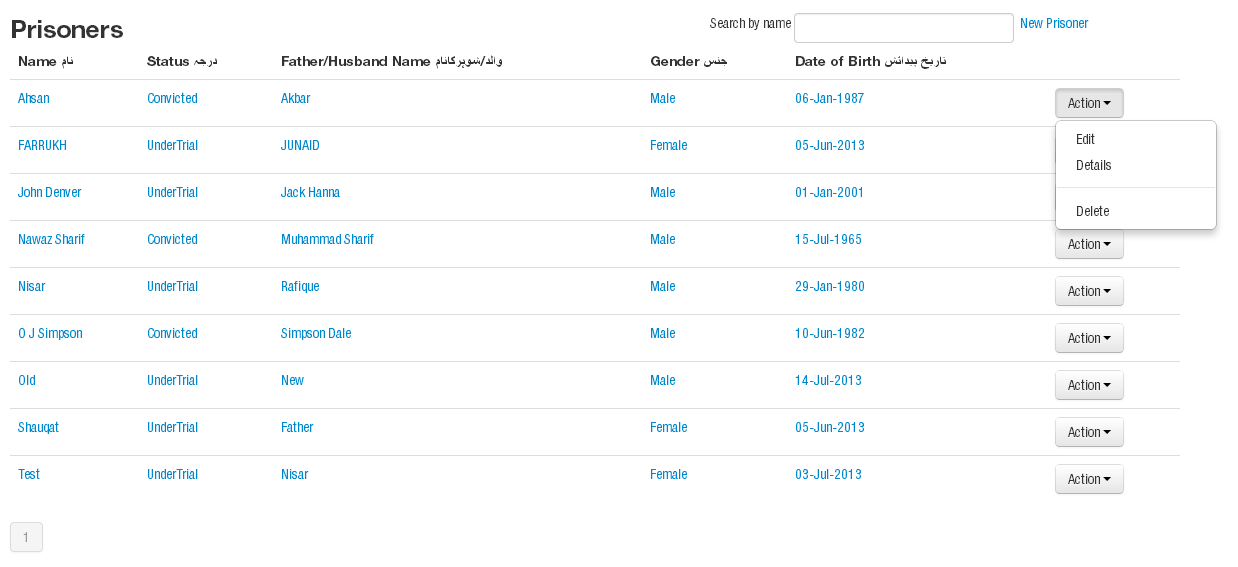 Prisoners Search by name New Prisoner
Name نام Status درجہ Father/Husband Name والد/شوہرکانام Gender جنس Date of Birth تاریخ پیدائش
Ahsan Convicted Akbar Male 06-Jan-1987 Action
FARRUKH UnderTrial JUNAID Female 05-Jun-2013
Edit
Details
Delete
John Denver UnderTrial Jack Hanna Male 01-Jan-2001
Nawaz Sharif Convicted Muhammad Sharif Male 15-Jul-1965 Action
Nisar UnderTrial Rafique Male 29-Jan-1980 Action
O J Simpson Convicted Simpson Dale Male 10-Jun-1982 Action
Old UnderTrial New Male 14-Jul-2013 Action
Shauqat UnderTrial Father Female 05-Jun-2013 Action
Test UnderTrial Nisar Female 03-Jul-2013 Action
1